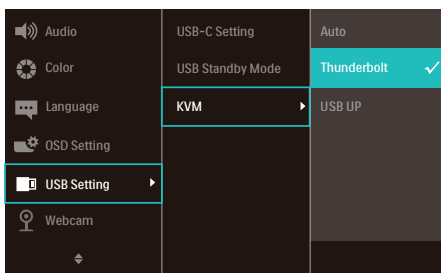 Audio
Color
Language
OSD Setting
USB Setting
Webcam
USB-C Setting
USB Standby Mode
KVM
Auto
Thunderbolt
USB UP